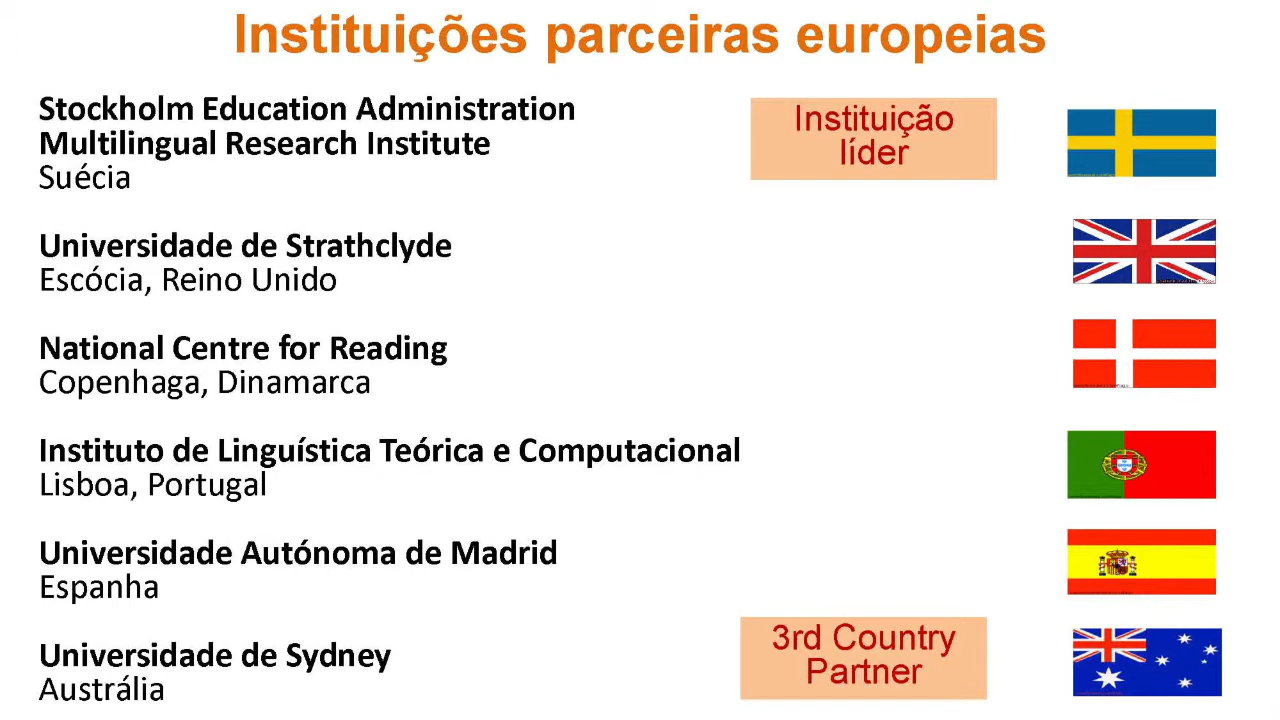 Instituições parceiras europeias
Stockholm Education Administration
Multilingual Research Institute
Suécia
Instituição
líder
Universidade de Strathclyde
Escócia, Reino Unido
National Centre for Reading
Copenhaga, Dinamarca
Instituto de Linguística Teórica e Computacional
Lisboa, Portugal
Universidade Autónoma de Madrid
Espanha
Universidade de Sydney
Austrália
3rd Country
Partner